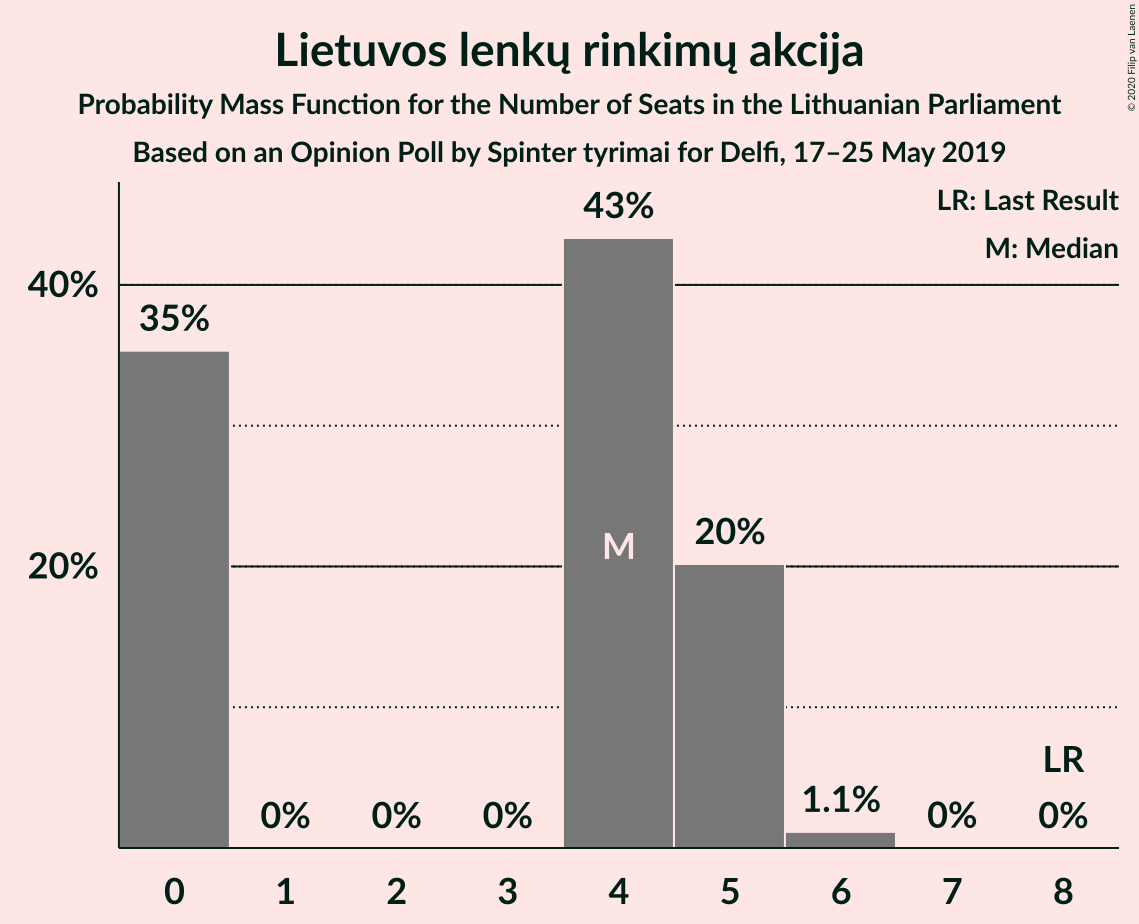 Lietuvos lenkų rinkimų akcija
Probability Mass Function for the Number of Seats in the Lithuanian Parliament
Based on an Opinion Poll by Spinter tyrimai for Delfi, 17–25 May 2019
© 2020 Filip van Laenen
LR: Last Result
M: Median
43%
40%
35%
20%
M
20%
LR
1.1%
0%
0%
0%
0%
0%
0
1
2
3
4
5
6
7
8